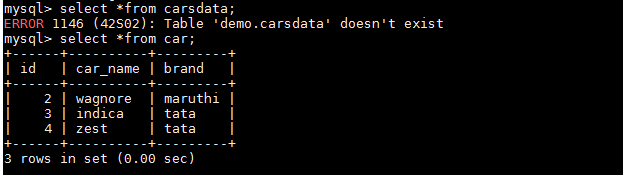 mysql> select *from carsdata;
ERROR 1146 (42S02): Table 'demo.carsdata' doesn't exist
mysql> select *from car;
+------+----------+---------+
| id   | car_name | brand   |
+------+----------+---------+
|    2 | wagnore  | maruthi |
|    3 | indica   | tata    |
|    4 | zest     | tata    |
+------+----------+---------+
3 rows in set (0.00 sec)